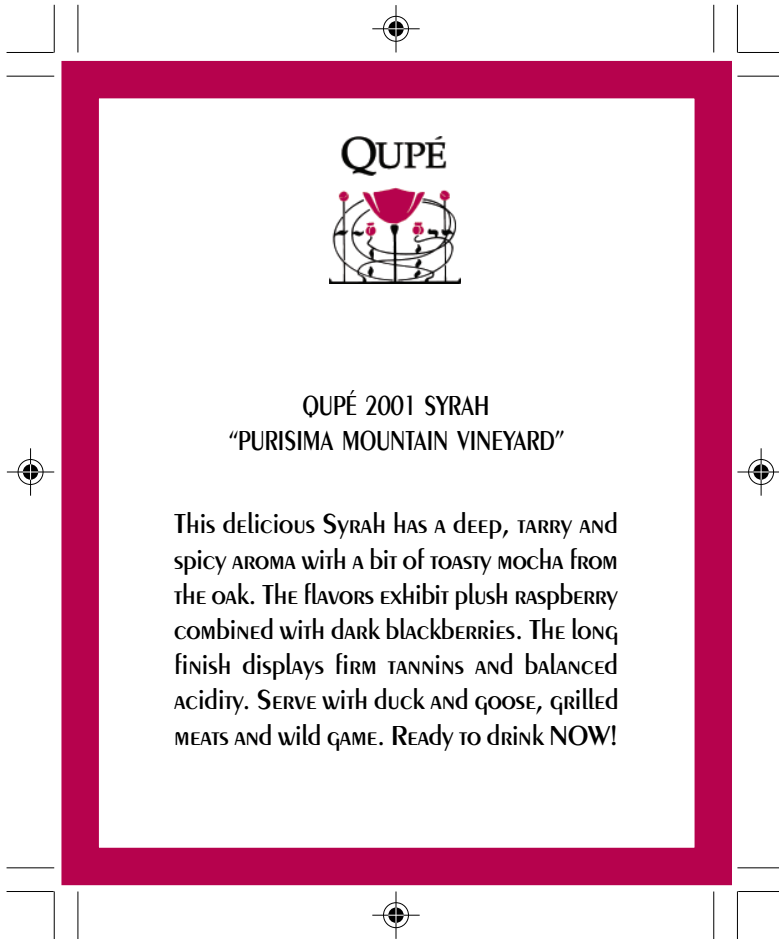 QUPÉ
QUPÉ 2001 SYRAH
“PURISIMA MOUNTAIN VINEYARD”
This delicious Syrah has a deep, tarry and
spicy aroma with a bit of toasty mocha from
the oak. The flavors exhibit plush raspberry
combined with dark blackberries. The long
finish displays firm tannins and balanced
acidity. Serve with duck and goose, grilled
meats and wild game. Ready to drink NOW!